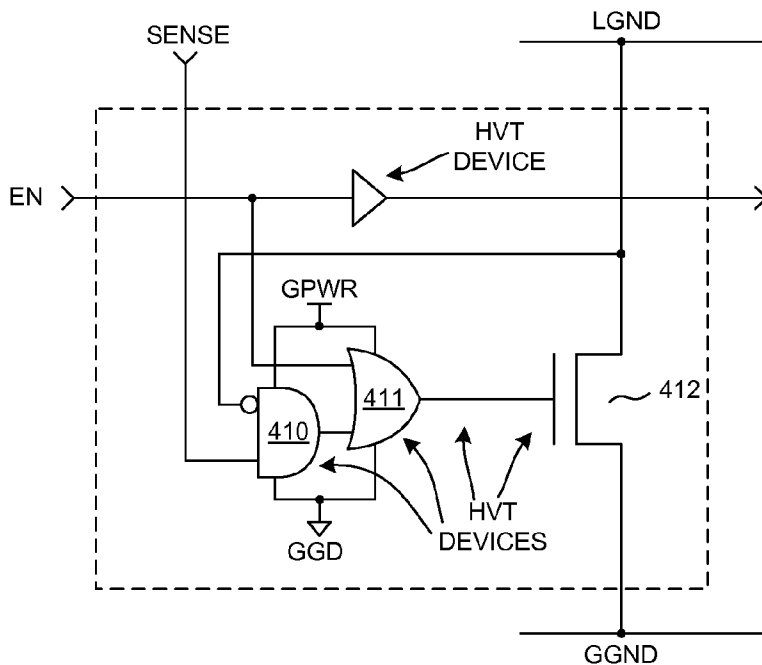 SENSE
LGND
HVT
DEVICE
EN
GPWR
411
410
412
HVT
DEVICES
GGD
GGND